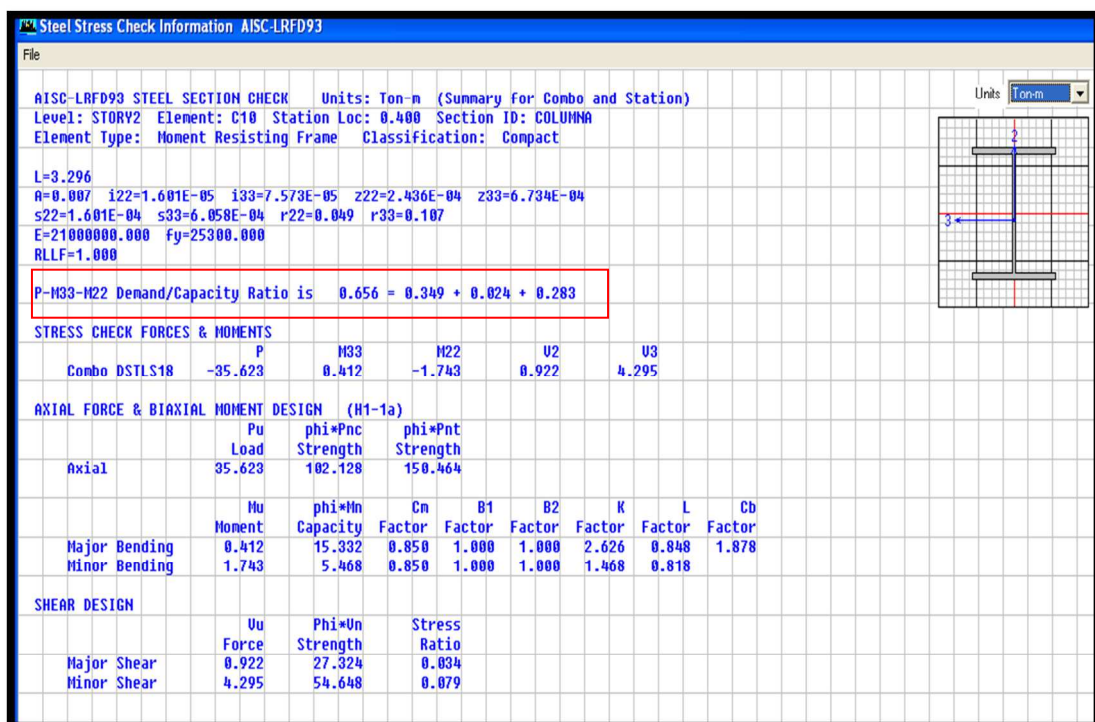 Steel Stress Check Information AISC-LRFD93
File
Units Ton-m
AISC-LRFD93 STEEL SECTION CHECK Units: Ton-m (Summary for Combo and Station)
Level: STORY2 Element: C10 Station Loc: 0.400 Section ID: COLUMNA
Element Type: Moment Resisting Frame Classification: Compact
L=3.296
A=0.007 i22=1.601E-05 i33=7.573E-05 z22=2.436E-04 z33=6.734E-04
s22=1.601E-04 s33=6.058E-04 r22=0.049 r33=0.107
E=21000000.000 fy=25300.000
RLLF=1.000
P-M33-M22 Demand/Capacity Ratio is 0.656 = 0.349 + 0.024 + 0.283
STRESS CHECK FORCES & MOMENTS
P M33 M22 V2 V3
Combo DSTLS18 -35.623 0.412 -1.743 0.922 4.295
AXIAL FORCE & BIAXIAL MOMENT DESIGN (H1-1a)
Pu phi*Pnc phi*Pnt
Load Strength Strength
Axial 35.623 102.128 150.464
Mu phi*Mn Cm B1 B2 K L Cb
Moment Capacity Factor Factor Factor Factor Factor Factor
Major Bending 0.412 15.332 0.850 1.000 1.000 2.626 0.848 1.878
Minor Bending 1.743 5.468 0.850 1.000 1.000 1.468 0.818
SHEAR DESIGN
Vu Phi*Vn Stress
Force Strength Ratio
Major Shear 0.922 27.324 0.034
Minor Shear 4.295 54.648 0.079
2
3